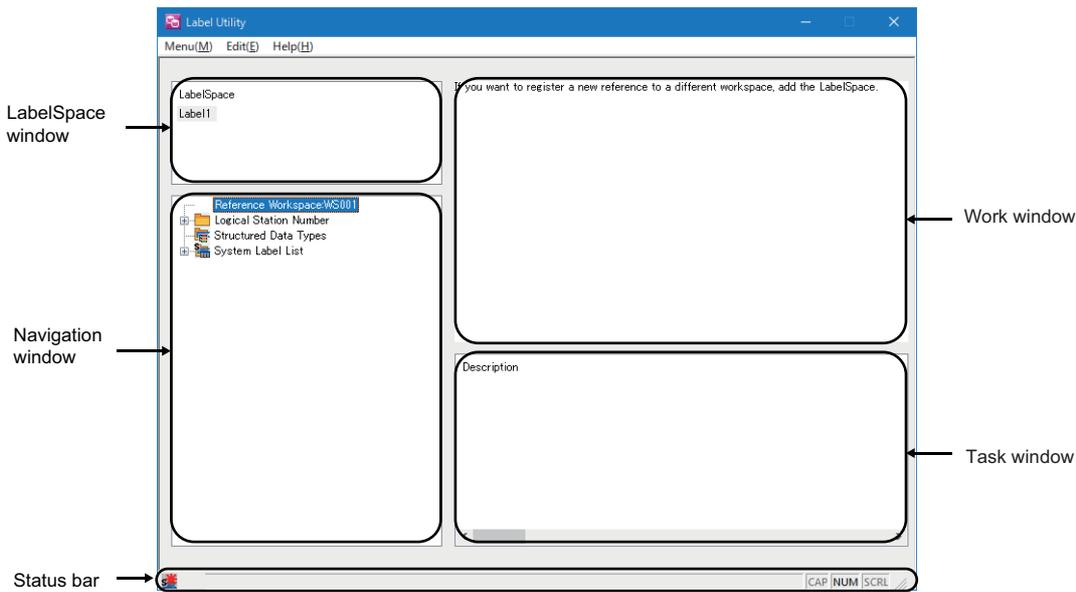 Label Utility
Menu(M) Edit(E) Help(H)
LabelSpace
window
LabelSpace
Label1
If you want to register a new reference to a different workspace, add the LabelSpace.
Work window
Navigation
window
Reference Workspace:WS001
Logical Station Number
Structured Data Types
System Label List
Description
Task window
Status bar
CAP NUM SCRL